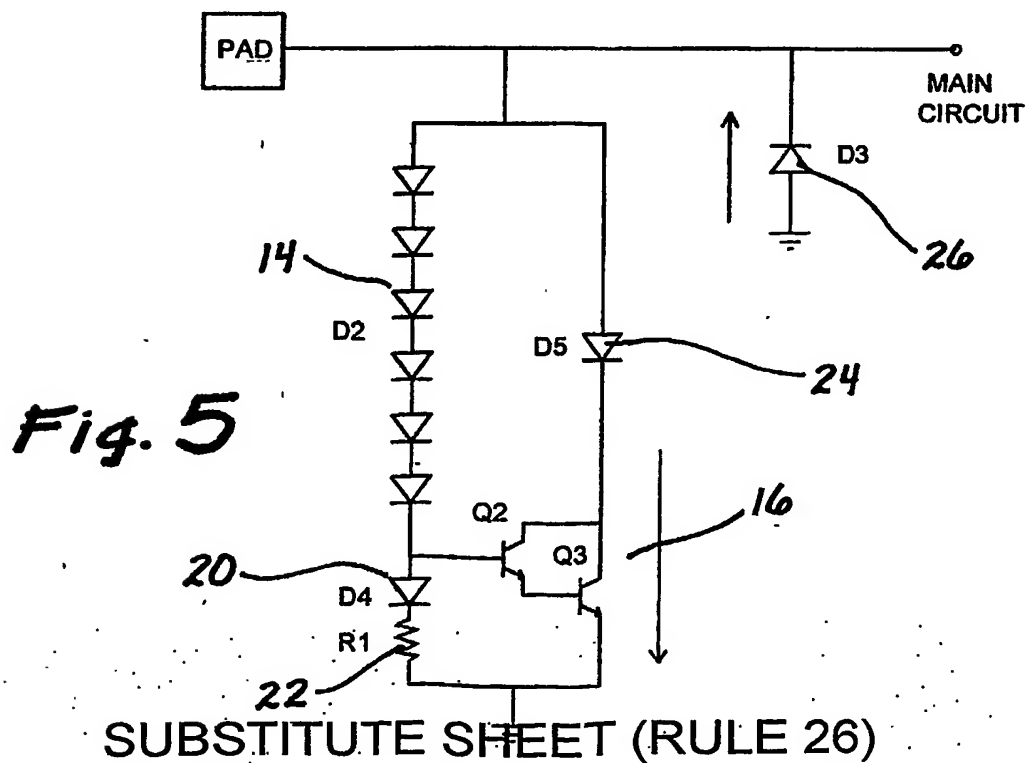 PAD
MAIN
CIRCUIT
D3
26
14
D2
D5
24
Fig. 5
Q2
16
Q3
20
D4
R1
22
SUBSTITUTE SHEET (RULE 26)